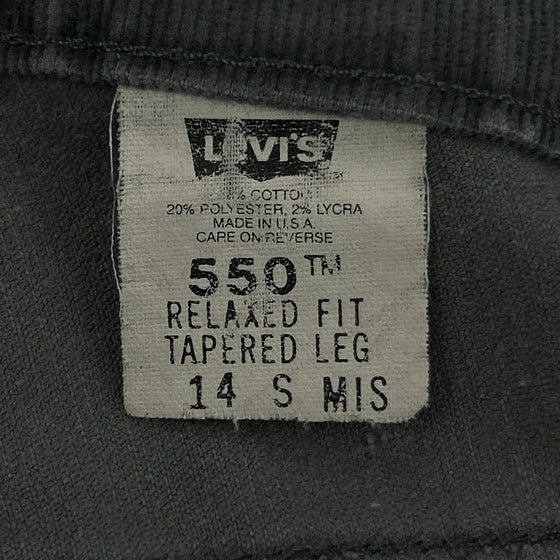 LEVI'S
% COTTON
20% POLYESTER, 2% LYCRA
MADE IN U.S.A.
CARE ON REVERSE
550™
RELAXED FIT
TAPERED LEG
14 S MIS